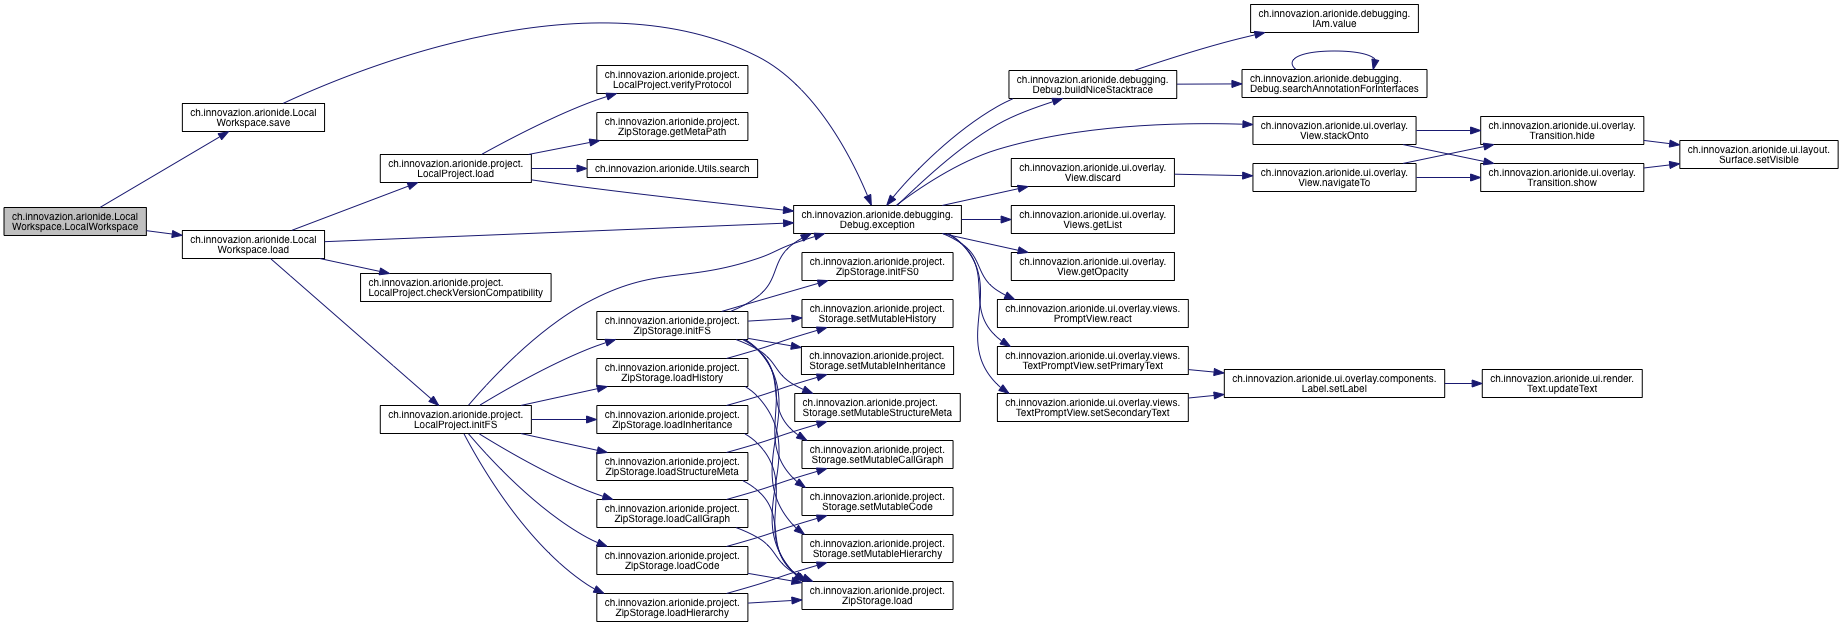 ch.innovazion.arionide.Local
Workspace.LocalWorkspace
ch.innovazion.arionide.Local
Workspace.save
ch.innovazion.arionide.Local
Workspace.load
ch.innovazion.arionide.project.
LocalProject.load
ch.innovazion.arionide.project.
LocalProject.checkVersionCompatibility
ch.innovazion.arionide.project.
LocalProject.initFS
ch.innovazion.arionide.project.
LocalProject.verifyProtocol
ch.innovazion.arionide.project.
ZipStorage.getMetaPath
ch.innovazion.arionide.Utils.search
ch.innovazion.arionide.project.
ZipStorage.initFS
ch.innovazion.arionide.project.
ZipStorage.loadHistory
ch.innovazion.arionide.project.
ZipStorage.loadInheritance
ch.innovazion.arionide.project.
ZipStorage.loadStructureMeta
ch.innovazion.arionide.project.
ZipStorage.loadCallGraph
ch.innovazion.arionide.project.
ZipStorage.loadCode
ch.innovazion.arionide.project.
ZipStorage.loadHierarchy
ch.innovazion.arionide.debugging.
Debug.exception
ch.innovazion.arionide.project.
ZipStorage.initFS0
ch.innovazion.arionide.project.
Storage.setMutableHistory
ch.innovazion.arionide.project.
Storage.setMutableInheritance
ch.innovazion.arionide.project.
Storage.setMutableStructureMeta
ch.innovazion.arionide.project.
Storage.setMutableCallGraph
ch.innovazion.arionide.project.
Storage.setMutableCode
ch.innovazion.arionide.project.
Storage.setMutableHierarchy
ch.innovazion.arionide.project.
ZipStorage.load
ch.innovazion.arionide.debugging.
Debug.buildNiceStacktrace
ch.innovazion.arionide.ui.overlay.
View.discard
ch.innovazion.arionide.ui.overlay.
Views.getList
ch.innovazion.arionide.ui.overlay.
View.getOpacity
ch.innovazion.arionide.ui.overlay.views.
PromptView.react
ch.innovazion.arionide.ui.overlay.views.
TextPromptView.setPrimaryText
ch.innovazion.arionide.ui.overlay.views.
TextPromptView.setSecondaryText
ch.innovazion.arionide.debugging.
IAm.value
ch.innovazion.arionide.debugging.
Debug.searchAnnotationForInterfaces
ch.innovazion.arionide.ui.overlay.
View.stackOnto
ch.innovazion.arionide.ui.overlay.
View.navigateTo
ch.innovazion.arionide.ui.overlay.components.
Label.setLabel
ch.innovazion.arionide.ui.overlay.
Transition.hide
ch.innovazion.arionide.ui.overlay.
Transition.show
ch.innovazion.arionide.ui.render.
Text.updateText
ch.innovazion.arionide.ui.layout.
Surface.setVisible